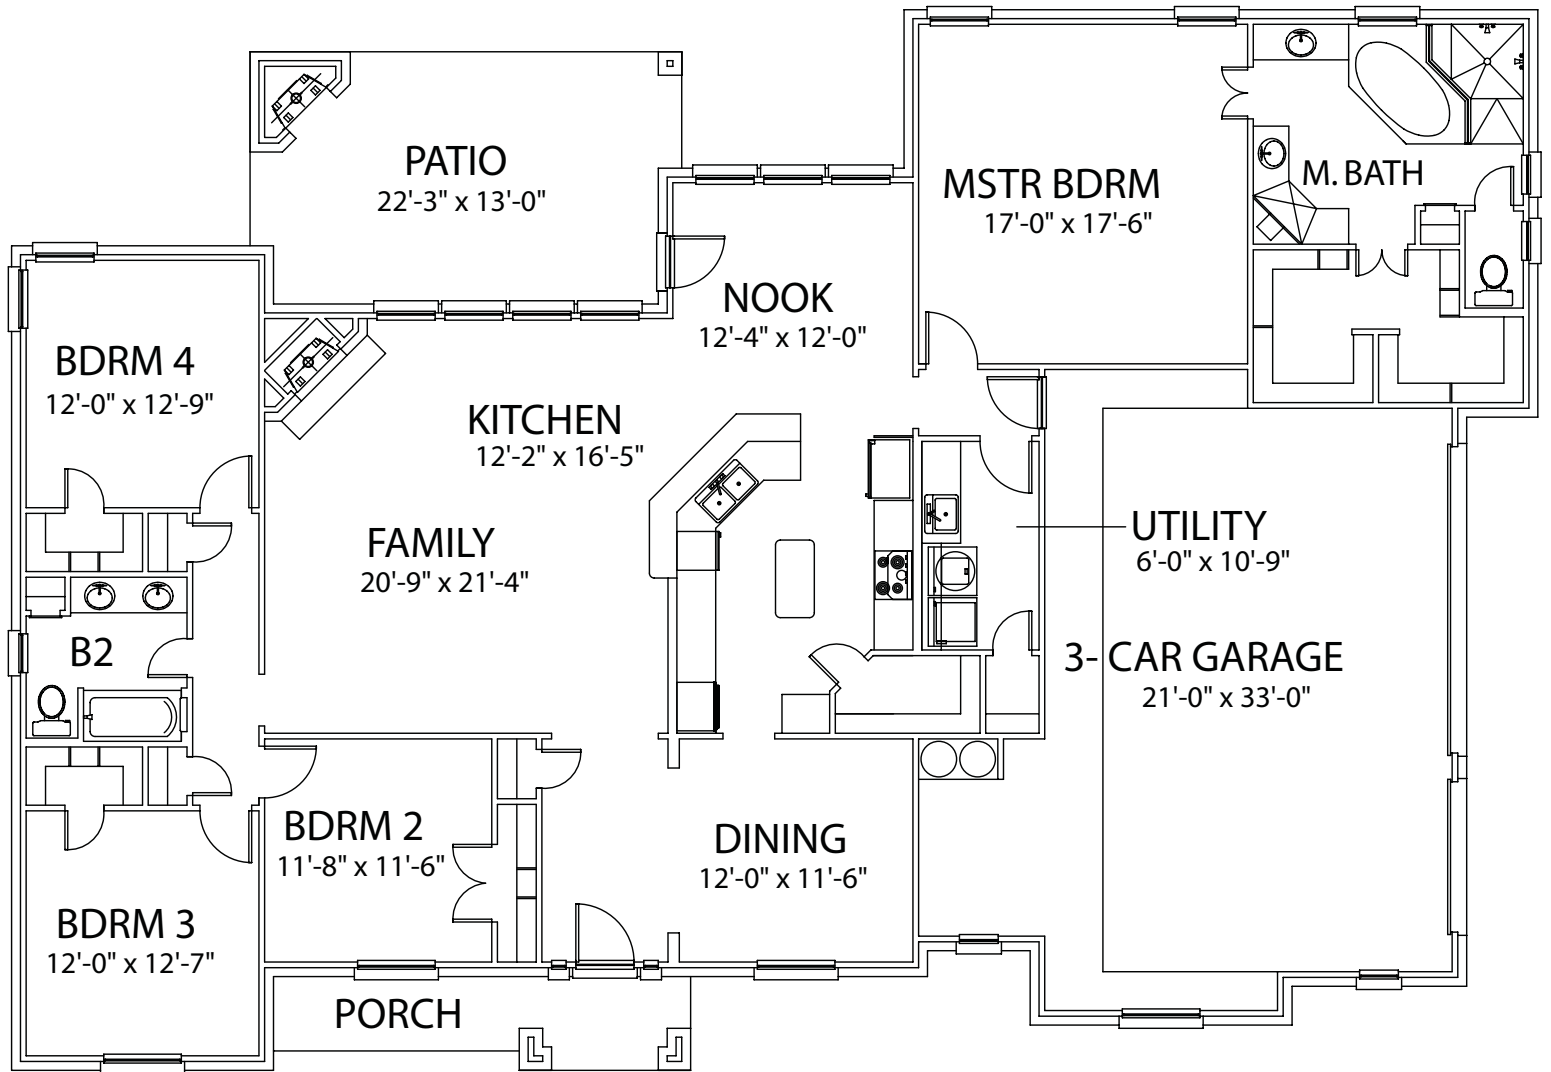 PATIO
22'-3" x 13'-0"
MSTR BDRM
17'-0" x 17'-6"
M. BATH
NOOK
12'-4" x 12'-0"
BDRM 4
12'-0" x 12'-9"
KITCHEN
12'-2" x 16'-5"
FAMILY
20'-9" x 21'-4"
UTILITY
6'-0" x 10'-9"
B2
3- CAR GARAGE
21'-0" x 33'-0"
BDRM 2
11'-8" x 11'-6"
DINING
12'-0" x 11'-6"
BDRM 3
12'-0" x 12'-7"
PORCH